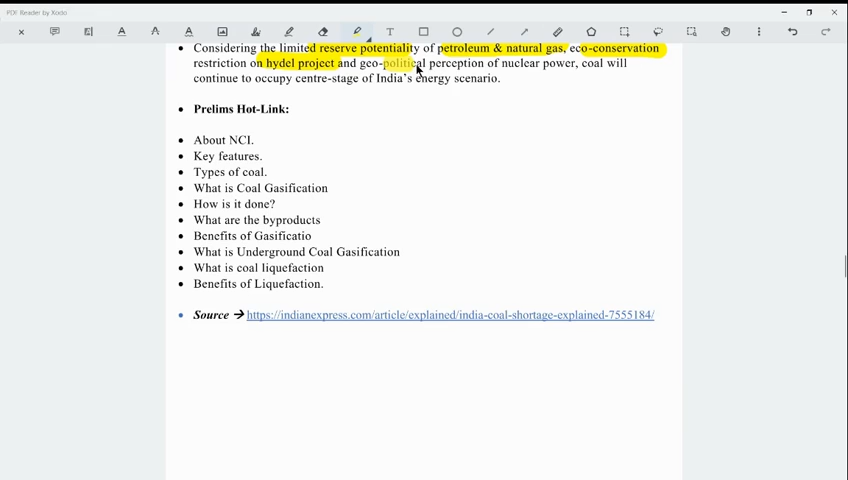 PDF Reader by Xodo
Considering the limited reserve potentiality of petroleum & natural gas, eco-conservation
restriction on hydel project and geo-political perception of nuclear power, coal will
continue to occupy centre-stage of India's energy scenario.
Prelims Hot-Link:
About NCI.
Key features.
Types of coal.
What is Coal Gasification
How is it done?
What are the byproducts
Benefits of Gasificatio
What is Underground Coal Gasification
What is coal liquefaction
Benefits of Liquefaction.
Source → https://indianexpress.com/article/explained/india-coal-shortage-explained-7555184/